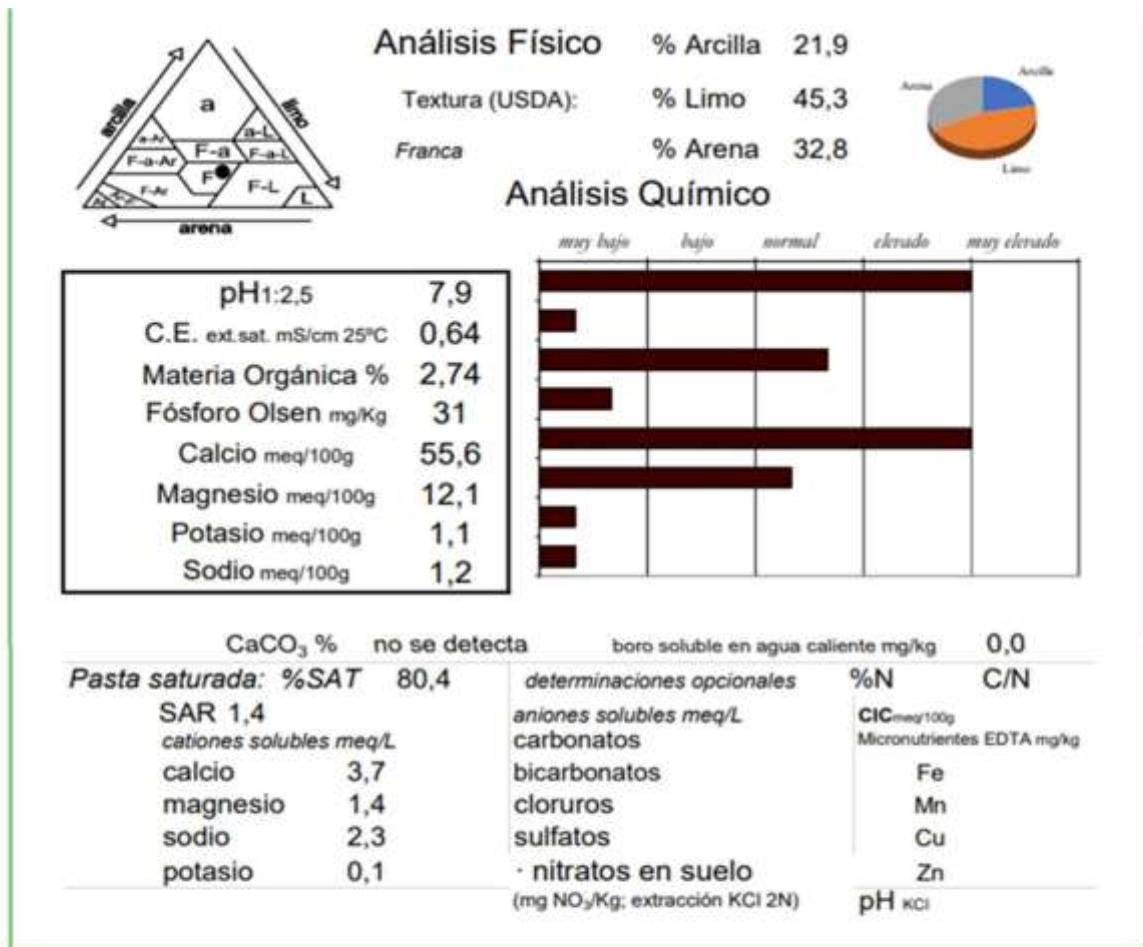 Análisis Físico % Arcilla 21,9
Textura (USDA): % Limo 45,3
Franca % Arena 32,8
Arena
Arcilla
Limo
arcilla
limo
arena
a
a-Ar a-L
F-a-Ar F-a F-a-L
F-Ar F F-L L
Análisis Químico
muy bajo bajo normal elevado muy elevado
pH1:2,5 7,9
C.E. ext.sat. mS/cm 25ºC 0,64
Materia Orgánica % 2,74
Fósforo Olsen mg/Kg 31
Calcio meq/100g 55,6
Magnesio meq/100g 12,1
Potasio meq/100g 1,1
Sodio meq/100g 1,2
CaCO₃ % no se detecta boro soluble en agua caliente mg/kg 0,0
Pasta saturada: %SAT 80,4 determinaciones opcionales %N C/N
SAR 1,4 aniones solubles meq/L CICmeq/100g
cationes solubles meq/L carbonatos Micronutrientes EDTA mg/kg
calcio 3,7 bicarbonatos Fe
magnesio 1,4 cloruros Mn
sodio 2,3 sulfatos Cu
potasio 0,1 · nitratos en suelo Zn
(mg NO₃/Kg; extracción KCl 2N) pH KCl